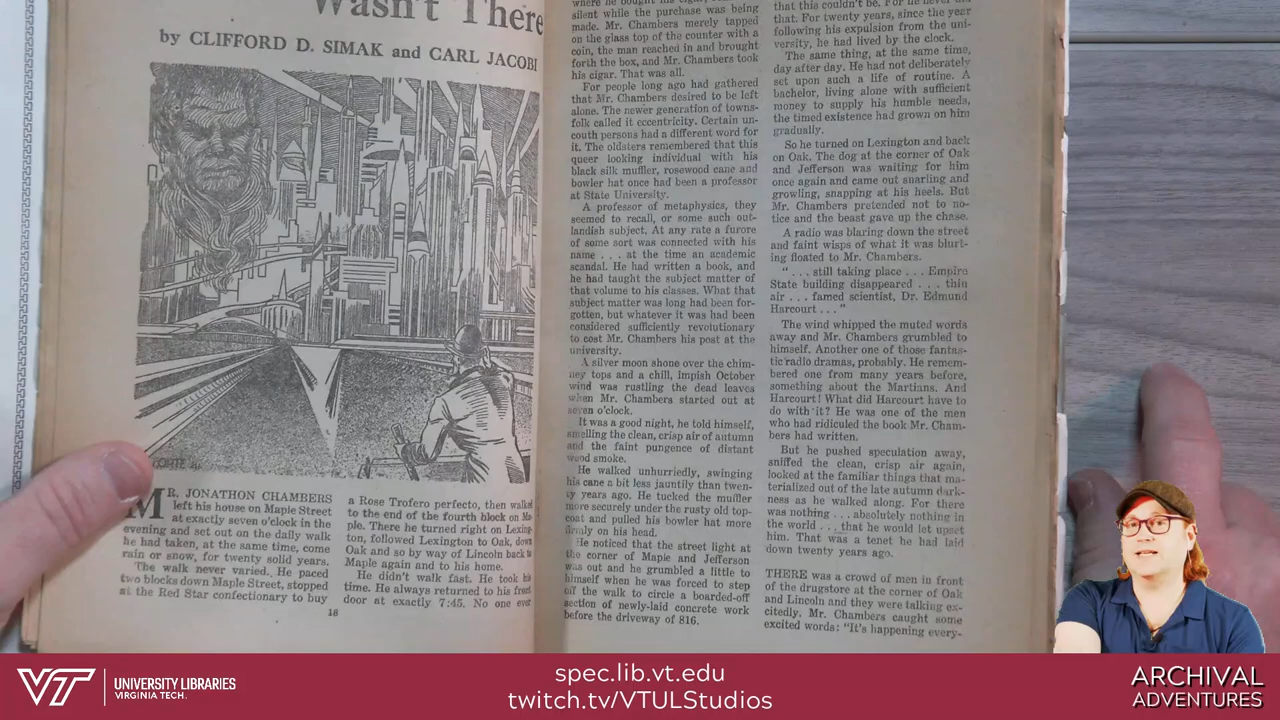 Wasn't There
by CLIFFORD D. SIMAK and CARL JACOBI
MR. JONATHON CHAMBERS
left his house on Maple Street
at exactly seven o'clock in the
evening and set out on the daily walk
he had taken, at the same time, come
rain or snow, for twenty solid years.
The walk never varied. He paced
two blocks down Maple Street, stopped
at the Red Star confectionary to buy
a Rose Trofero perfecto, then walked
to the end of the fourth block on Ma-
ple. There he turned right on Lexing-
ton, followed Lexington to Oak, down
Oak and so by way of Lincoln back to
Maple again and to his home.
He didn't walk fast. He took his
time. He always returned to his front
door at exactly 7:45. No one ever
18
where he bought his cigar,
silent while the purchase was being
made. Mr. Chambers merely tapped
on the glass top of the counter with a
coin, the man reached in and brought
forth the box, and Mr. Chambers took
his cigar. That was all.
For people long ago had gathered
that Mr. Chambers desired to be left
alone. The newer generation of towns-
folk called it eccentricity. Certain un-
couth persons had a different word for
it. The oldsters remembered that this
queer looking individual with his
black silk muffler, rosewood cane and
bowler hat once had been a professor
at State University.
A professor of metaphysics, they
seemed to recall, or some such out-
landish subject. At any rate a furore
of some sort was connected with his
name . . . at the time an academic
scandal. He had written a book, and
he had taught the subject matter of
that volume to his classes. What that
subject matter was long had been for-
gotten, but whatever it was had been
considered sufficiently revolutionary
to cost Mr. Chambers his post at the
university.
A silver moon shone over the chim-
ney tops and a chill, impish October
wind was rustling the dead leaves
when Mr. Chambers started out at
seven o'clock.
It was a good night, he told himself,
smelling the clean, crisp air of autumn
and the faint pungence of distant
wood smoke.
He walked unhurriedly, swinging
his cane a bit less jauntily than twen-
ty years ago. He tucked the muffler
more securely under the rusty old top-
coat and pulled his bowler hat more
firmly on his head.
He noticed that the street light at
the corner of Maple and Jefferson
was out and he grumbled a little to
himself when he was forced to step
off the walk to circle a boarded-off
section of newly-laid concrete work
before the driveway of 816.
that this couldn't be. For he never did
that. For twenty years, since the year
following his expulsion from the uni-
versity, he had lived by the clock.
The same thing, at the same time,
day after day. He had not deliberately
set upon such a life of routine. A
bachelor, living alone with sufficient
money to supply his humble needs,
the timed existence had grown on him
gradually.
So he turned on Lexington and back
on Oak. The dog at the corner of Oak
and Jefferson was waiting for him
once again and came out snarling and
growling, snapping at his heels. But
Mr. Chambers pretended not to no-
tice and the beast gave up the chase.
A radio was blaring down the street
and faint wisps of what it was blurt-
ing floated to Mr. Chambers.
". . . still taking place . . . Empire
State building disappeared . . . thin
air . . . famed scientist, Dr. Edmund
Harcourt . . ."
The wind whipped the muted words
away and Mr. Chambers grumbled to
himself. Another one of those fantas-
tic radio dramas, probably. He remem-
bered one from many years before,
something about the Martians. And
Harcourt! What did Harcourt have to
do with it? He was one of the men
who had ridiculed the book Mr. Cham-
bers had written.
But he pushed speculation away,
sniffed the clean, crisp air again,
looked at the familiar things that ma-
terialized out of the late autumn dark-
ness as he walked along. For there
was nothing . . . absolutely nothing in
the world . . . that he would let upset
him. That was a tenet he had laid
down twenty years ago.
THERE was a crowd of men in front
of the drugstore at the corner of Oak
and Lincoln and they were talking ex-
citedly. Mr. Chambers caught some
excited words: "It's happening every-
VT UNIVERSITY LIBRARIES
VIRGINIA TECH.
spec.lib.vt.edu
twitch.tv/VTULStudios
ARCHIVAL
ADVENTURES